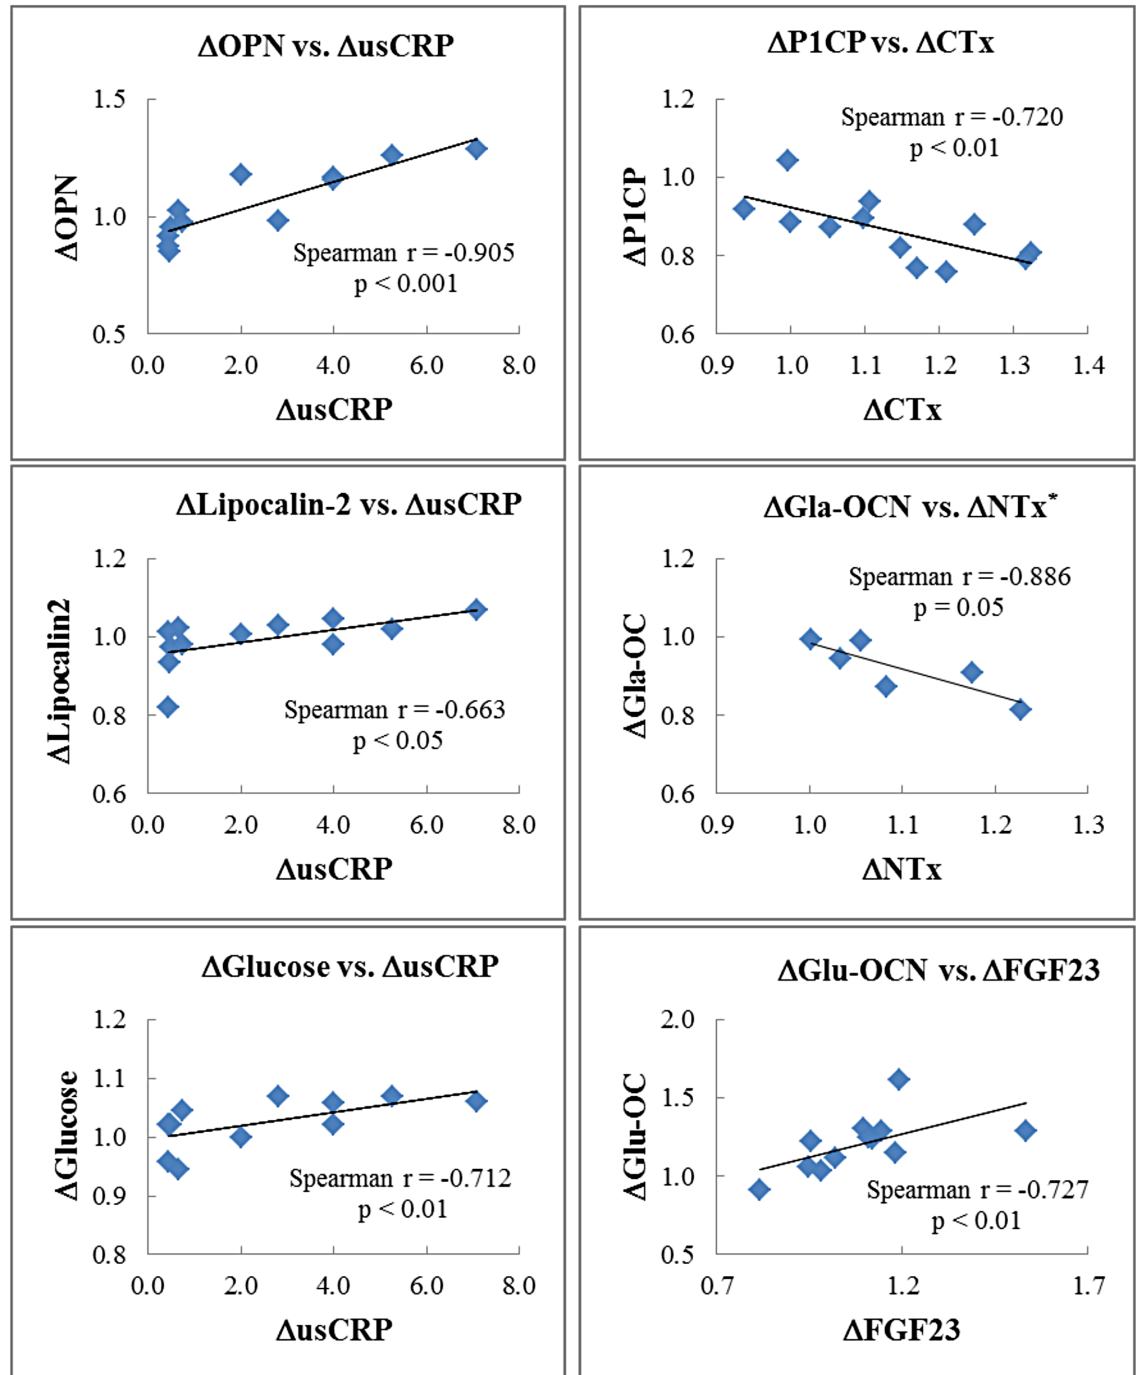 ΔOPN vs. ΔusCRP
1.5
1.0
0.5
ΔOPN
Spearman r = -0.905
p < 0.001
0.0 2.0 4.0 6.0 8.0
ΔusCRP
ΔP1CP vs. ΔCTx
1.2
1.0
0.8
0.6
ΔP1CP
Spearman r = -0.720
p < 0.01
0.9 1.0 1.1 1.2 1.3 1.4
ΔCTx
ΔLipocalin-2 vs. ΔusCRP
1.2
1.0
0.8
0.6
ΔLipocalin2
Spearman r = -0.663
p < 0.05
0.0 2.0 4.0 6.0 8.0
ΔusCRP
ΔGla-OCN vs. ΔNTx*
1.2
1.0
0.8
0.6
ΔGla-OC
Spearman r = -0.886
p = 0.05
0.9 1.0 1.1 1.2 1.3
ΔNTx
ΔGlucose vs. ΔusCRP
1.2
1.1
1.0
0.9
0.8
ΔGlucose
Spearman r = -0.712
p < 0.01
0.0 2.0 4.0 6.0 8.0
ΔusCRP
ΔGlu-OCN vs. ΔFGF23
2.0
1.5
1.0
0.5
ΔGlu-OC
Spearman r = -0.727
p < 0.01
0.7 1.2 1.7
ΔFGF23